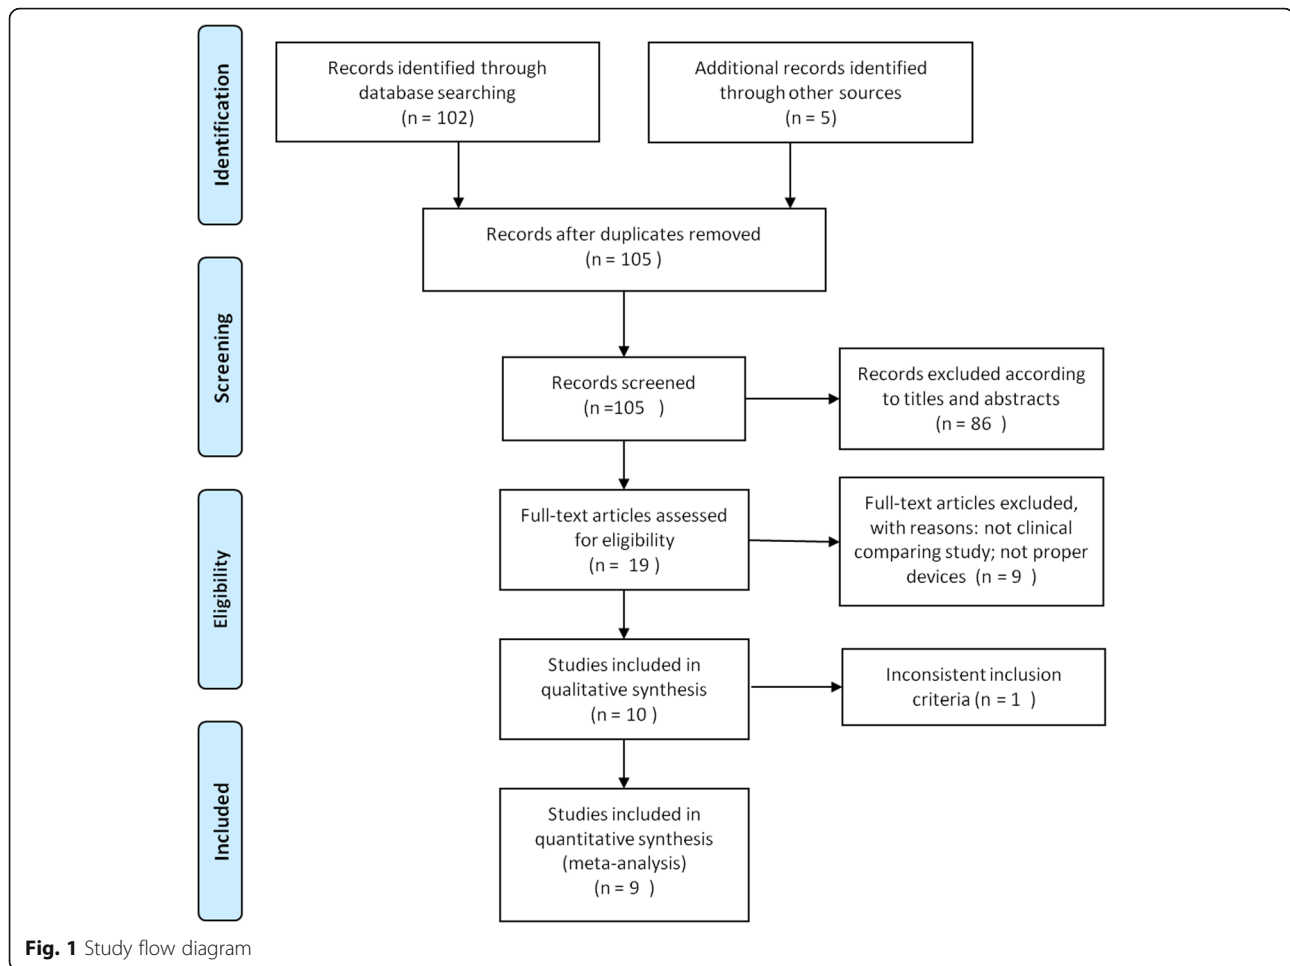 Identification
Records identified through
database searching
(n = 102)
Additional records identified
through other sources
(n = 5)
Records after duplicates removed
(n = 105 )
Screening
Records screened
(n =105   )
Records excluded according
to titles and abstracts
(n = 86  )
Eligibility
Full-text articles assessed
for eligibility
(n =  19 )
Full-text articles excluded,
with reasons: not clinical
comparing study; not proper
devices  (n = 9  )
Studies included in
qualitative synthesis
(n = 10 )
Inconsistent inclusion
criteria (n = 1  )
Included
Studies included in
quantitative synthesis
(meta-analysis)
(n = 9  )
Fig. 1 Study flow diagram